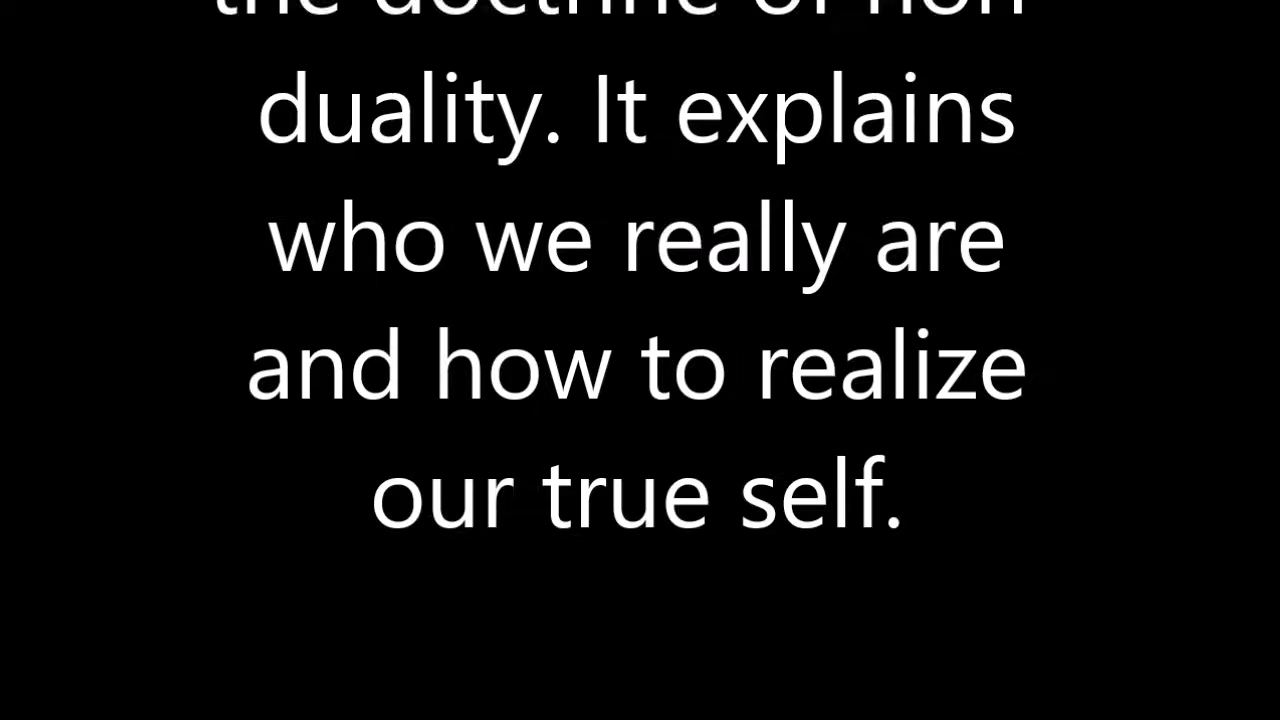 the doctrine of non
duality. It explains
who we really are
and how to realize
our true self.